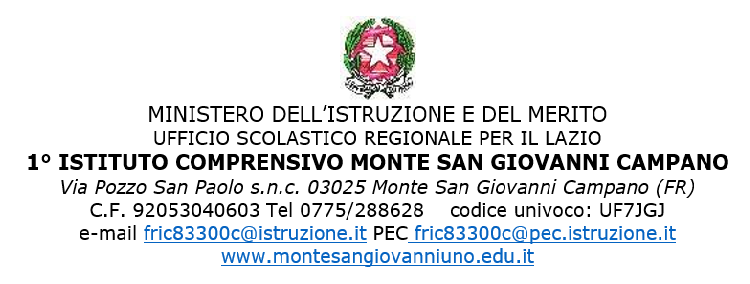 MINISTERO DELL'ISTRUZIONE E DEL MERITO
UFFICIO SCOLASTICO REGIONALE PER IL LAZIO
1° ISTITUTO COMPRENSIVO MONTE SAN GIOVANNI CAMPANO
Via Pozzo San Paolo s.n.c. 03025 Monte San Giovanni Campano (FR)
C.F. 92053040603 Tel 0775/288628 codice univoco: UF7JGJ
e-mail fric83300c@istruzione.it PEC fric83300c@pec.istruzione.it
www.montesangiovanniuno.edu.it